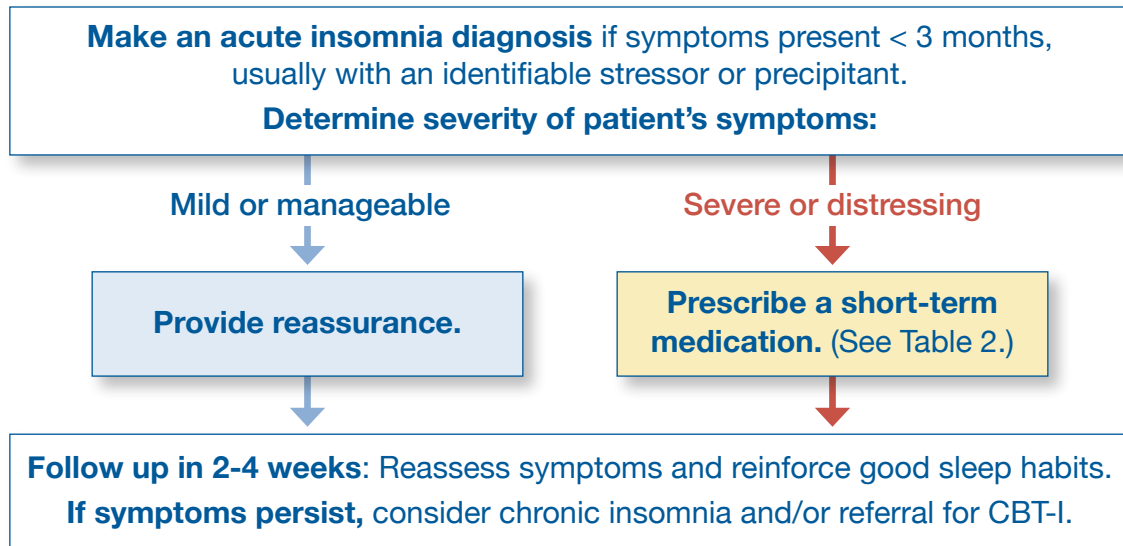 Make an acute insomnia diagnosis if symptoms present < 3 months,
usually with an identifiable stressor or precipitant.
Determine severity of patient’s symptoms:
Mild or manageable
Severe or distressing
Provide reassurance.
Prescribe a short-term
medication. (See Table 2.)
Follow up in 2-4 weeks: Reassess symptoms and reinforce good sleep habits.
If symptoms persist, consider chronic insomnia and/or referral for CBT-I.